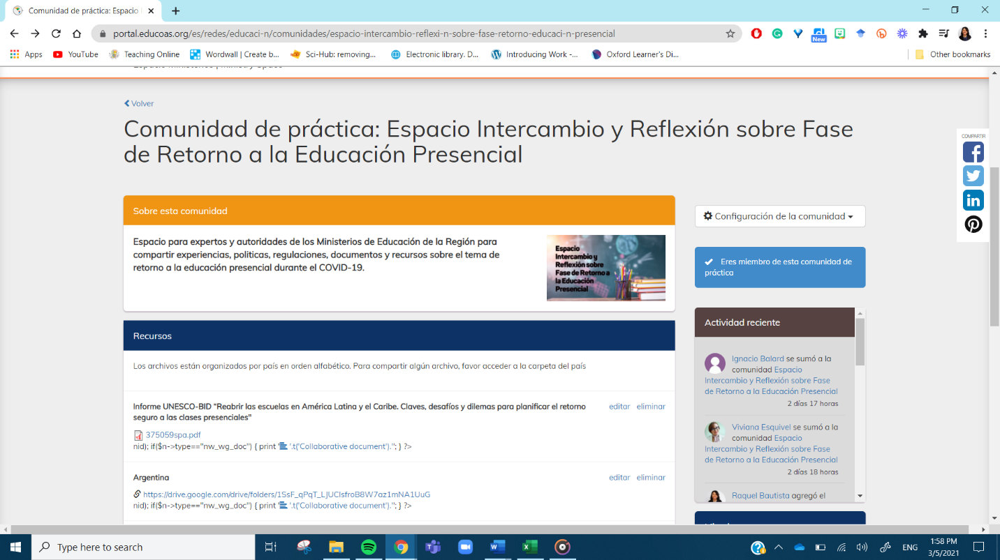 Comunidad de práctica: Espacio I
portal.educoas.org/es/redes/educaci-n/comunidades/espacio-intercambio-reflexi-n-sobre-fase-retorno-educaci-n-presencial
New
Apps
YouTube
Teaching Online
Wordwall | Create b...
Sci-Hub: removing...
Electronic library. D...
Introducing Work -...
Oxford Learner's Di...
Other bookmarks
Espacio Ministerios | Ministry Space
Volver
Comunidad de práctica: Espacio Intercambio y Reflexión sobre Fase
de Retorno a la Educación Presencial
COMPARTIR
Sobre esta comunidad
Espacio para expertos y autoridades de los Ministerios de Educación de la Región para
compartir experiencias, politicas, regulaciones, documentos y recursos sobre el tema de
retorno a la educación presencial durante el COVID-19.
Espacio
Intercambio y
Reflexión sobre
Fase de Retorno a
la Educación
Presencial
Recursos
Los archivos están organizados por país en orden alfabético. Para compartir algún archivo, favor acceder a la carpeta del país
Informe UNESCO-BID "Reabrir las escuelas en América Latina y el Caribe. Claves, desafíos y dilemas para planificar el retorno
seguro a las clases presenciales"
editar eliminar
375059spa.pdf
nid); if($n->type=="nw_wg_doc") { print ' '.t('Collaborative document')."; } ?>
Argentina
editar eliminar
https://drive.google.com/drive/folders/1SsF_qPqT_LJUClsfroB8W7az1mNA1UuG
nid); if($n->type=="nw_wg_doc") { print ' '.t('Collaborative document')."; } ?>
Configuración de la comunidad
Eres miembro de esta comunidad de
práctica
Actividad reciente
Ignacio Balard se sumó a la
comunidad Espacio
Intercambio y Reflexión sobre Fase
de Retorno a la Educación Presencial
2 días 17 horas
Viviana Esquivel se sumó a la
comunidad Espacio
Intercambio y Reflexión sobre Fase
de Retorno a la Educación Presencial
2 días 18 horas
Raquel Bautista agregó el
Type here to search
ENG
1:58 PM
3/5/2021